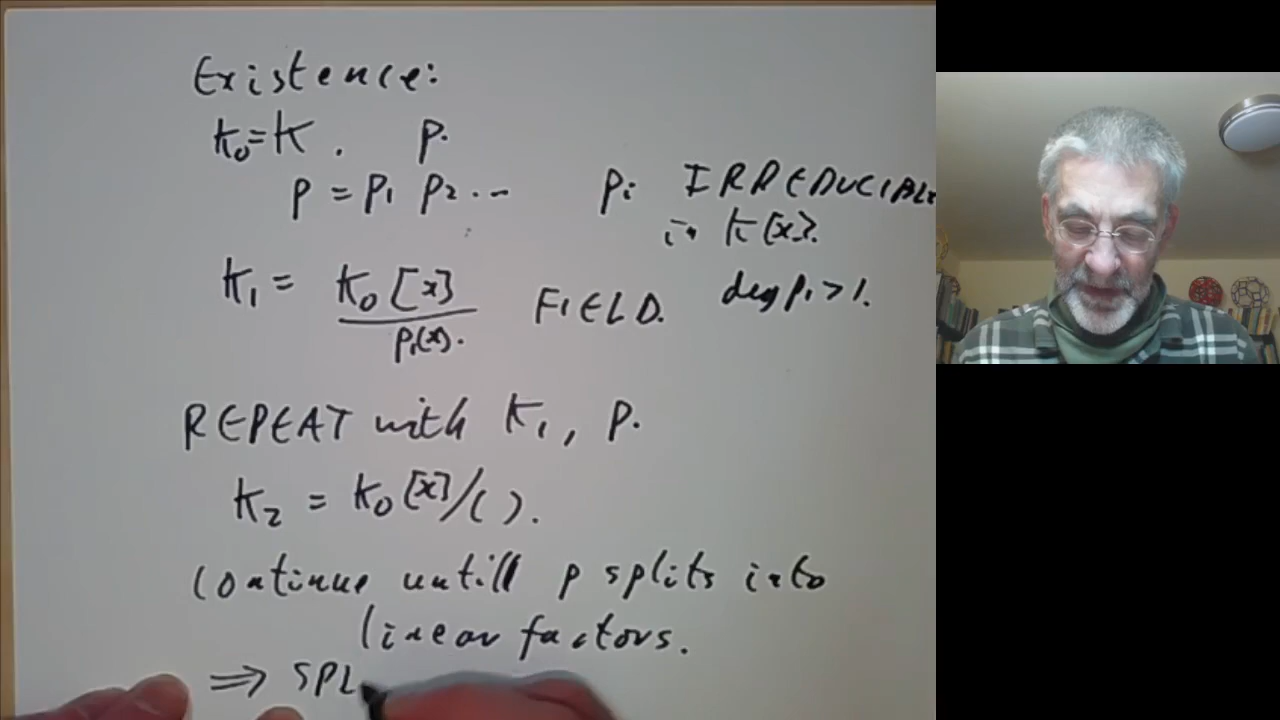 Existence:
K₀=K. p.
p = p₁ p₂ ... pᵢ IRREDUCIBLE
in K[x].
K₁ = K₀[x] / p₁(x). FIELD. deg p₁ > 1.
REPEAT with K₁, p.
K₂ = K₀[x]/( ).
Continue untill p splits into
linear factors.
⇒ SPL